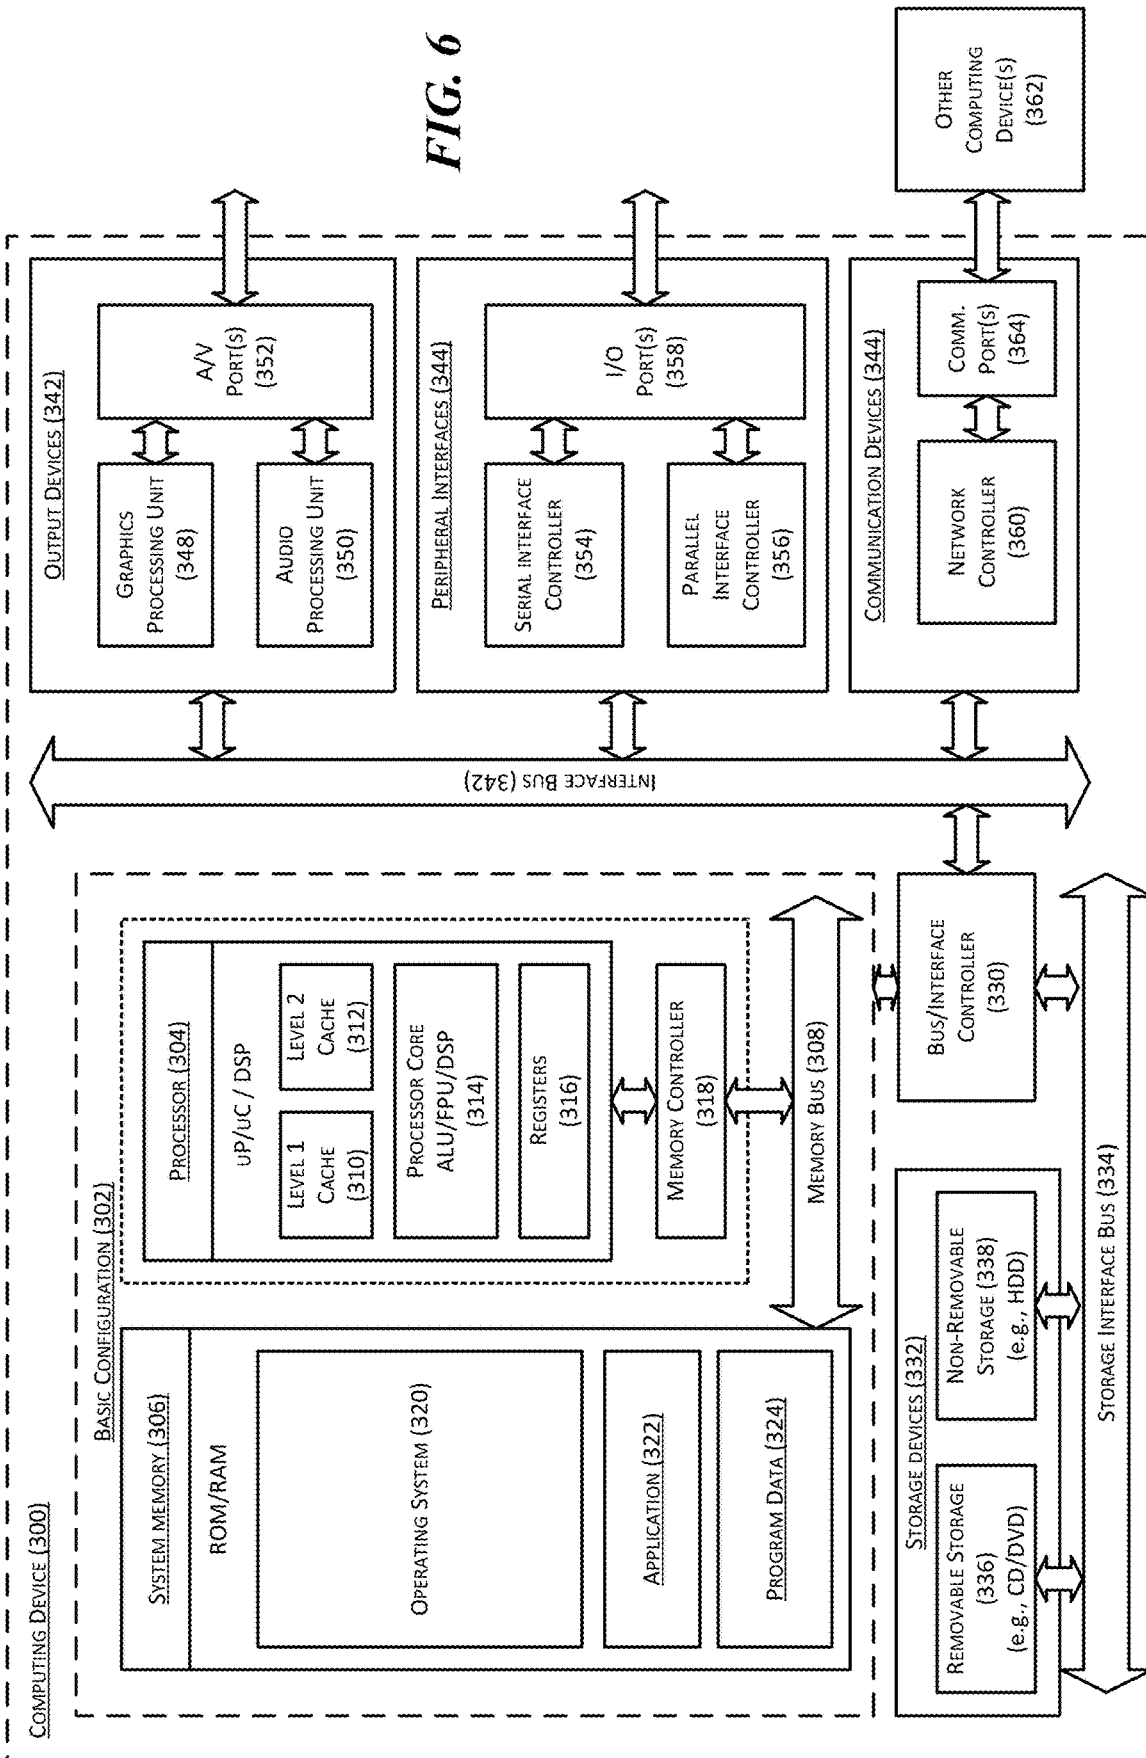 COMPUTING DEVICE (300)
BASIC CONFIGURATION (302)
SYSTEM MEMORY (306)
ROM/RAM
OPERATING SYSTEM (320)
APPLICATION (322)
PROGRAM DATA (324)
PROCESSOR (304)
uP/uC / DSP
LEVEL 1
CACHE
(310)
LEVEL 2
CACHE
(312)
PROCESSOR CORE
ALU/FPU/DSP
(314)
REGISTERS
(316)
MEMORY CONTROLLER
(318)
MEMORY BUS (308)
STORAGE DEVICES (332)
REMOVABLE STORAGE
(336)
(e.g., CD/DVD)
NON-REMOVABLE
STORAGE (338)
(e.g., HDD)
STORAGE INTERFACE BUS (334)
BUS/INTERFACE
CONTROLLER
(330)
INTERFACE BUS (342)
OUTPUT DEVICES (342)
GRAPHICS
PROCESSING UNIT
(348)
AUDIO
PROCESSING UNIT
(350)
A/V
PORT(S)
(352)
PERIPHERAL INTERFACES (344)
SERIAL INTERFACE
CONTROLLER
(354)
PARALLEL
INTERFACE
CONTROLLER
(356)
I/O
PORT(S)
(358)
COMMUNICATION DEVICES (344)
NETWORK
CONTROLLER
(360)
COMM.
PORT(S)
(364)
OTHER
COMPUTING
DEVICE(S)
(362)
FIG. 6